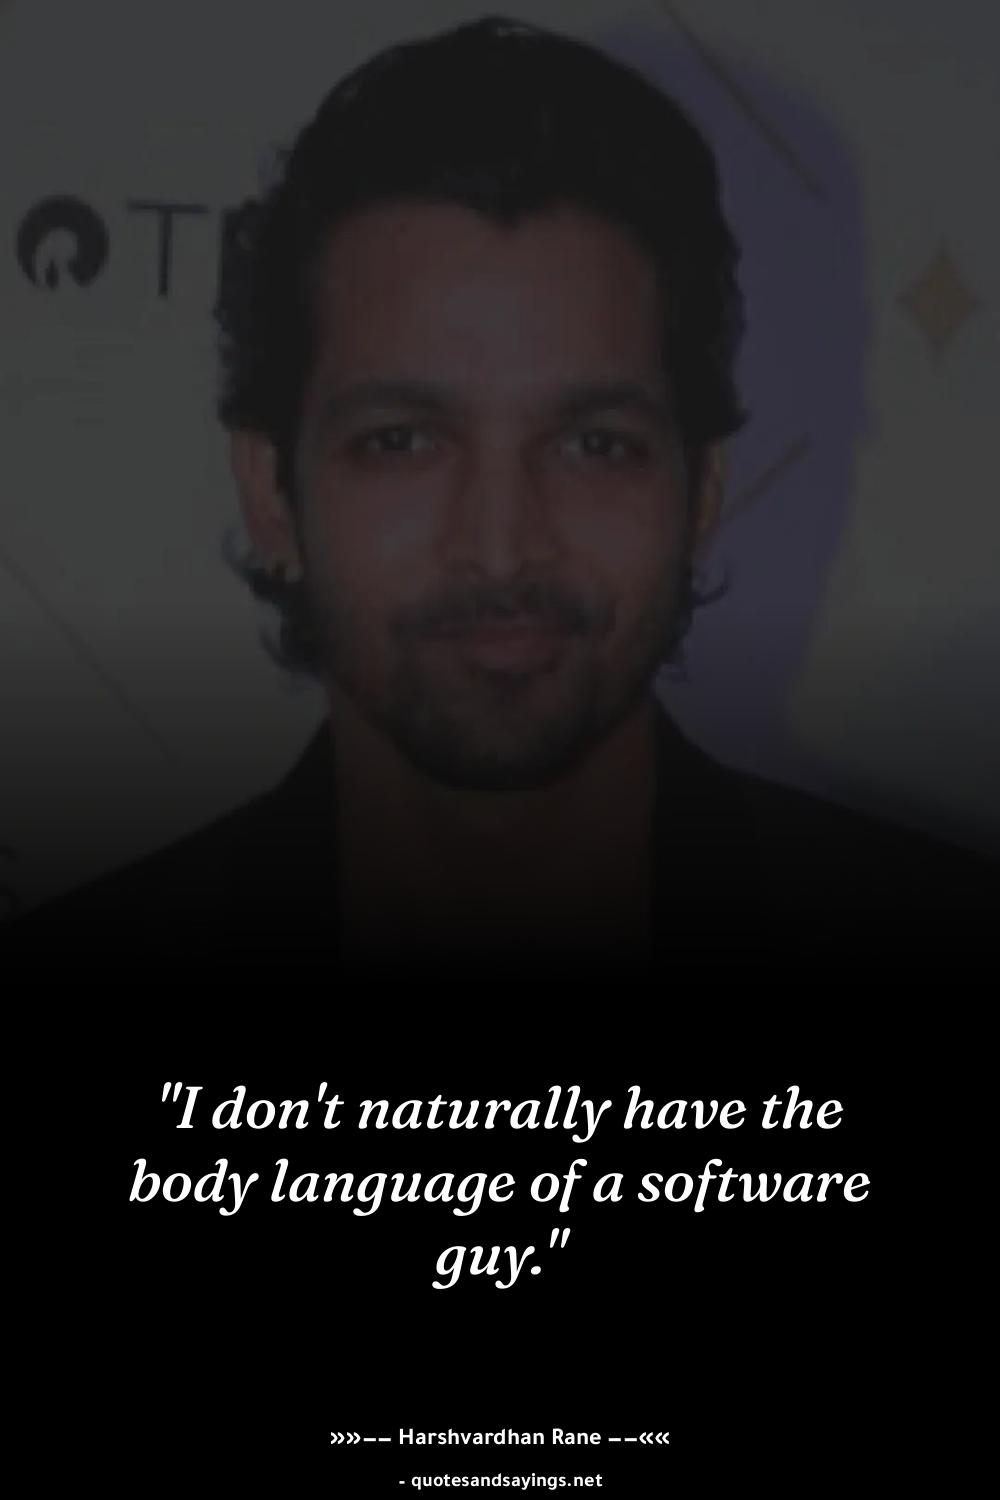 T
"I don't naturally have the
body language of a software
guy."
»»−− Harshvardhan Rane −−««
- quotesandsayings.net